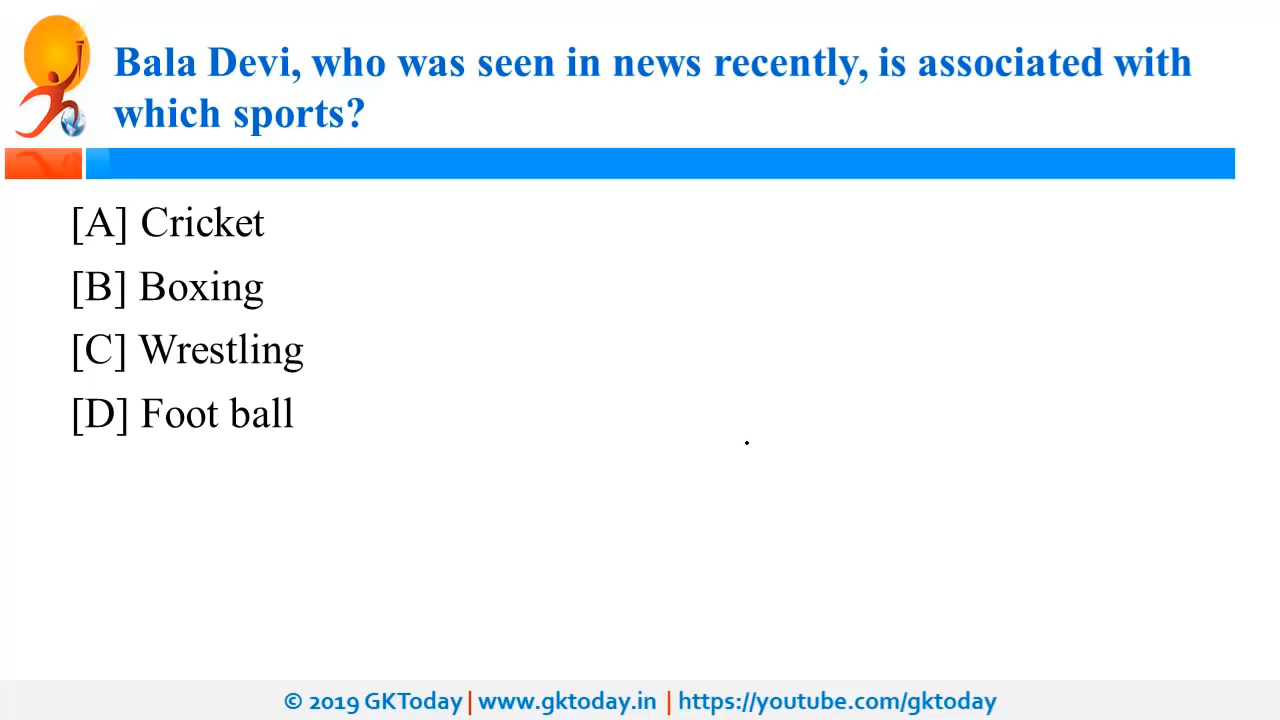 Bala Devi, who was seen in news recently, is associated with
which sports?
[A] Cricket
[B] Boxing
[C] Wrestling
[D] Foot ball
© 2019 GKToday | www.gktoday.in | https://youtube.com/gktoday